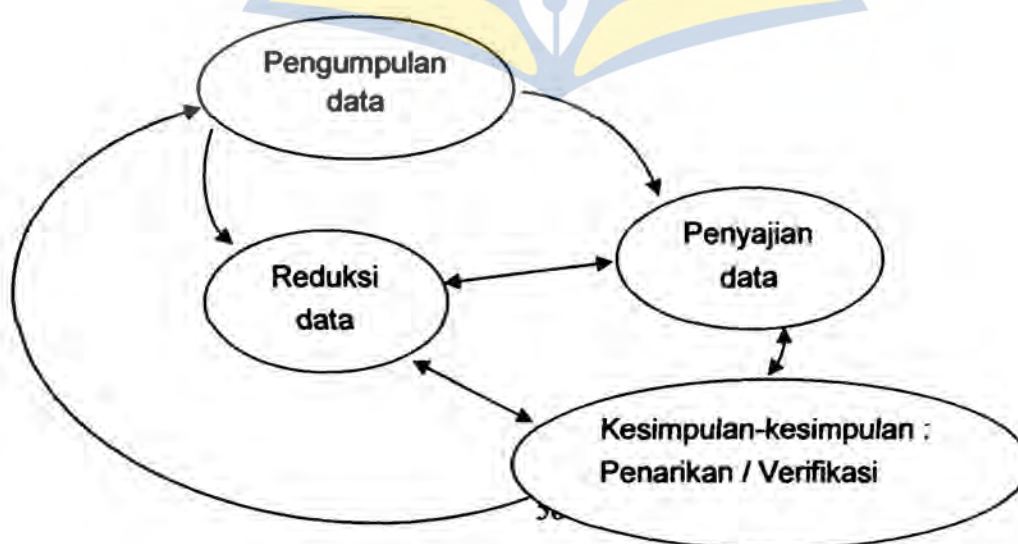 Pengumpulan
data
Penyajian
data
Reduksi
data
Kesimpulan-kesimpulan :
Penarikan / Verifikasi